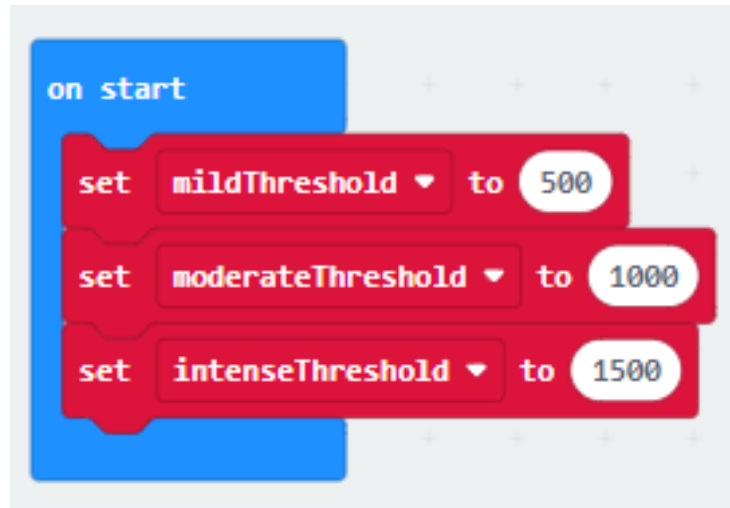 on start
set mildThreshold to 500
set moderateThreshold to 1000
set intenseThreshold to 1500